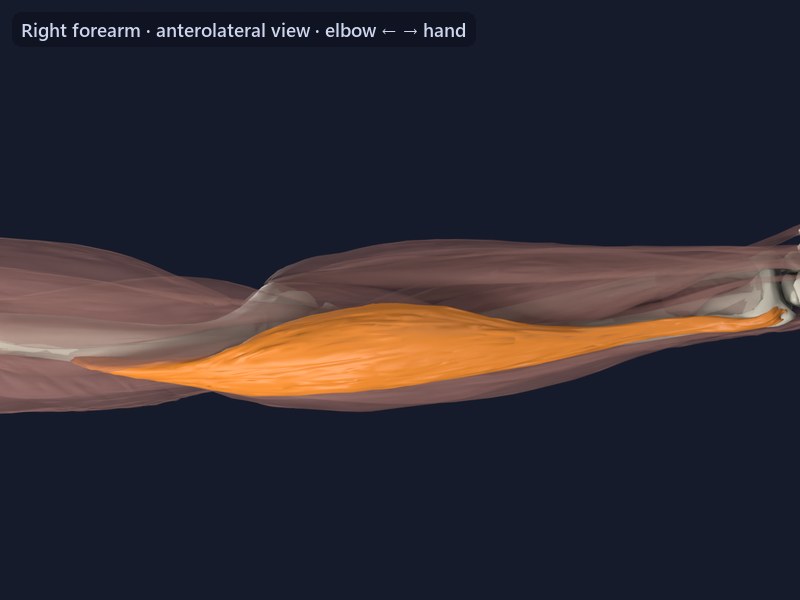 Right forearm · anterolateral view · elbow ← → hand